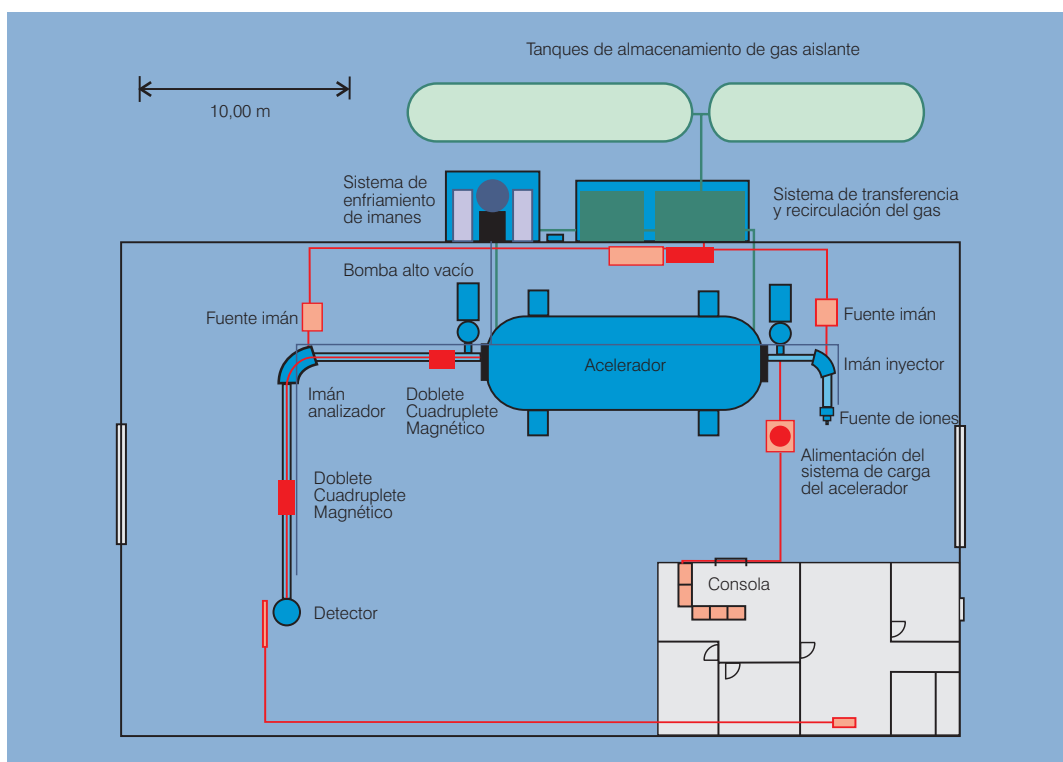 Tanques de almacenamiento de gas aislante
10,00 m
Sistema de
enfriamiento
de imanes
Sistema de transferencia
y recirculación del gas
Bomba alto vacío
Fuente imán
Fuente imán
Acelerador
Imán inyector
Imán
analizador
Doblete
Cuadruplete
Magnético
Fuente de iones
Alimentación del
sistema de carga
del acelerador
Doblete
Cuadruplete
Magnético
Consola
Detector